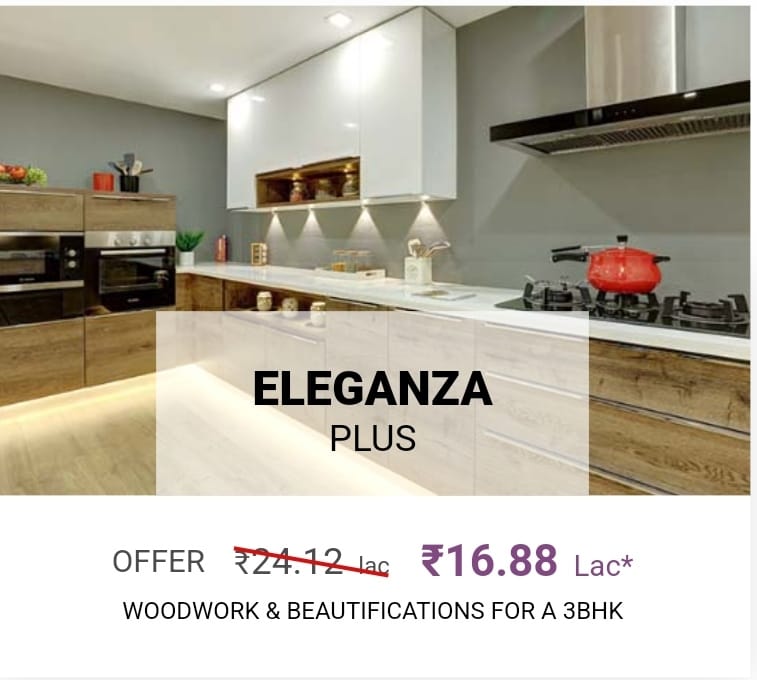 ELEGANZA
PLUS
OFFER ₹24.12 lac ₹16.88 Lac*
WOODWORK & BEAUTIFICATIONS FOR A 3BHK